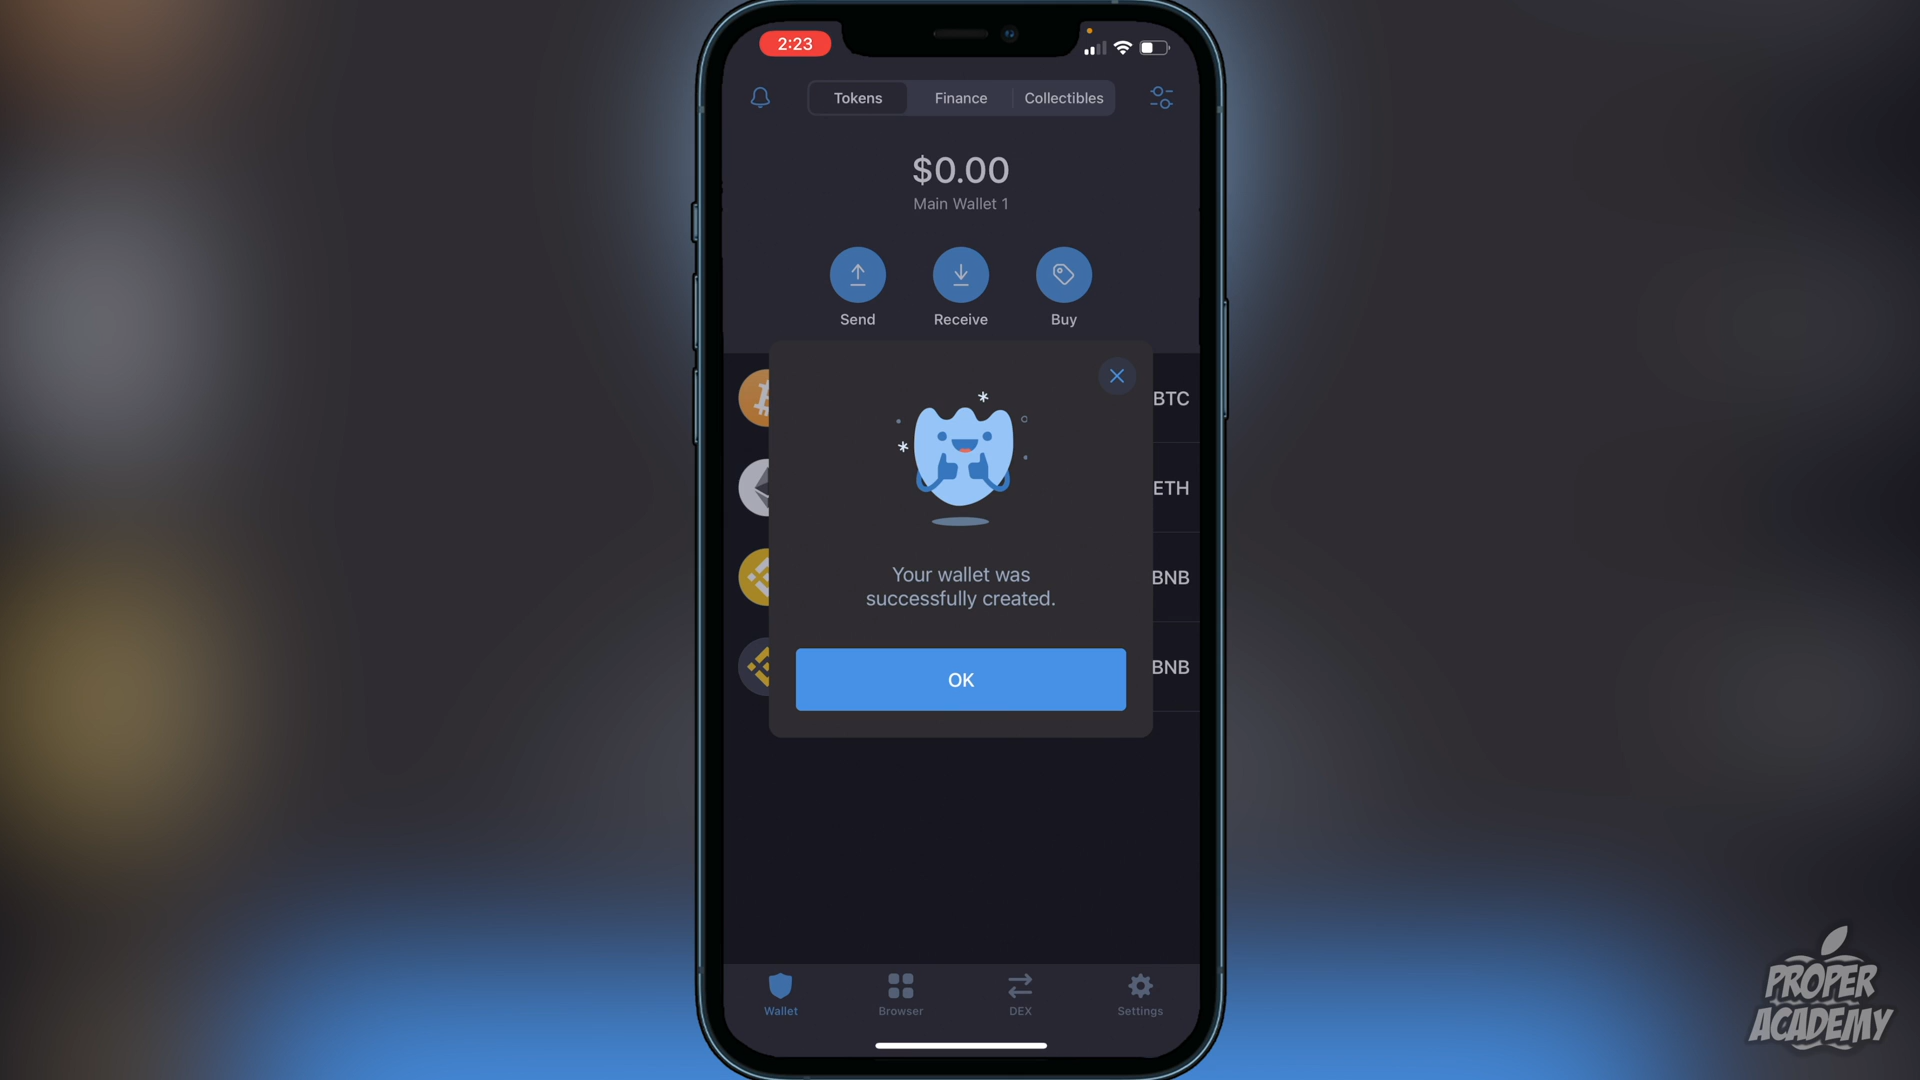 2:23
Tokens Finance Collectibles
$0.00
Main Wallet 1
Send Receive Buy
BTC
ETH
BNB
BNB
Your wallet was
successfully created.
OK
Wallet Browser DEX Settings
PROPER
ACADEMY